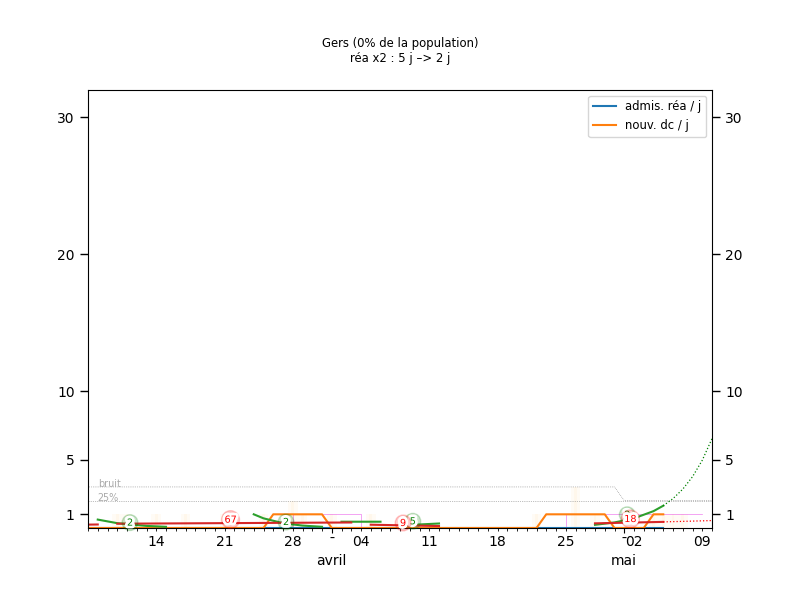 Gers (0% de la population)
réa x2 : 5 j –> 2 j
admis. réa / j
nouv. dc / j
30 30
20 20
10 10
5 5
bruit
25%
1 1
2 67 2 9 5 18
14 21 28 04 11 18 25 02 09
avril mai